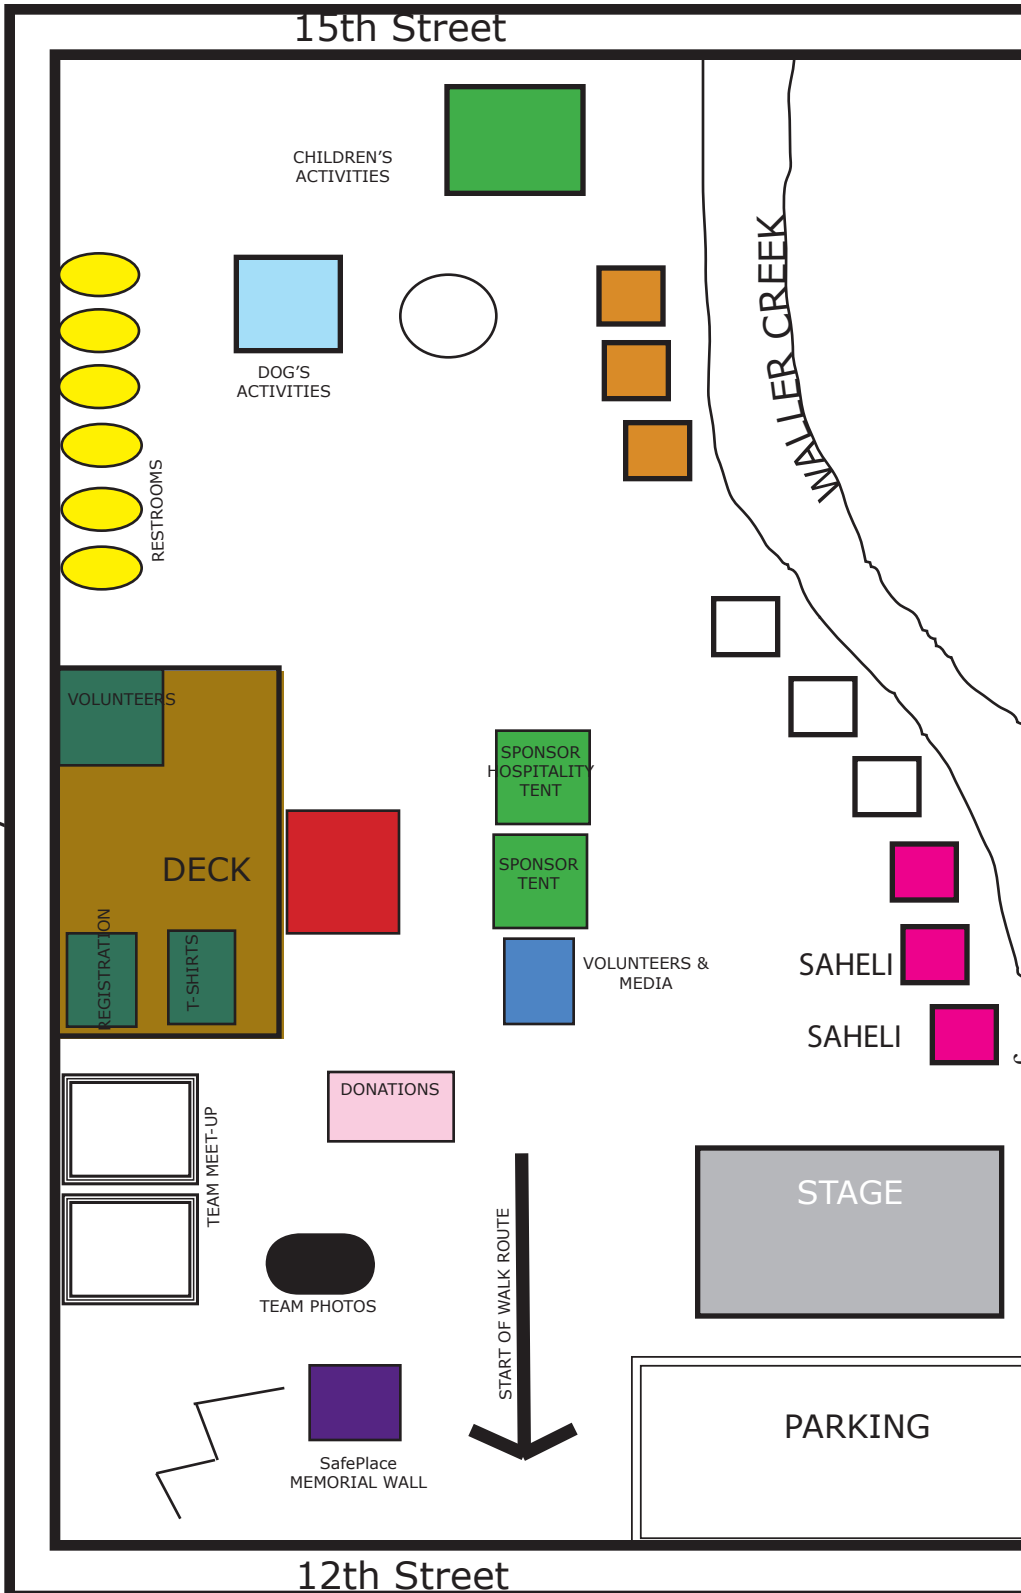 15th Street
CHILDREN'S
ACTIVITIES
WALLER CREEK
DOG'S
ACTIVITIES
RESTROOMS
VOLUNTEERS
SPONSOR
HOSPITALITY
TENT
DECK
SPONSOR
TENT
REGISTRATION
T-SHIRTS
VOLUNTEERS &
MEDIA
SAHELI
SAHELI
DONATIONS
TEAM MEET-UP
STAGE
START OF WALK ROUTE
TEAM PHOTOS
PARKING
SafePlace
MEMORIAL WALL
12th Street